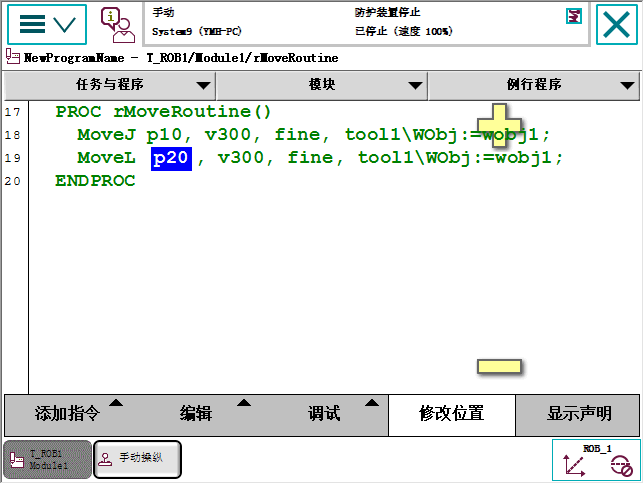 手动
防护装置停止
System9 (YMH-PC)
已停止 (速度 100%)
NewProgramName - T_ROB1/Module1/rMoveRoutine
任务与程序
模块
例行程序
17 PROC rMoveRoutine()
18 MoveJ p10, v300, fine, tool1\WObj:=wobj1;
19 MoveL p20 , v300, fine, tool1\WObj:=wobj1;
20 ENDPROC
添加指令
编辑
调试
修改位置
显示声明
T_ROB1
Module1
手动操纵
ROB_1